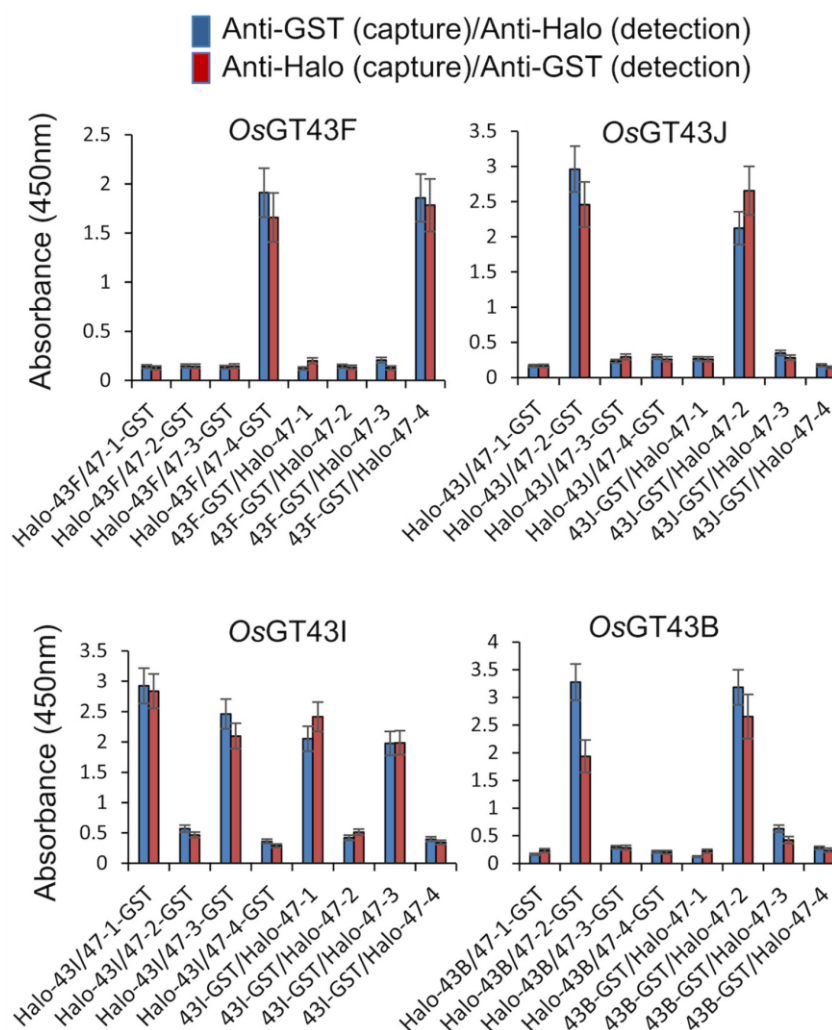 Anti-GST (capture)/Anti-Halo (detection)
Anti-Halo (capture)/Anti-GST (detection)
OsGT43F
Absorbance (450nm)
2.5
2
1.5
1
0.5
0
Halo-43F/47-1-GST
Halo-43F/47-2-GST
Halo-43F/47-3-GST
Halo-43F/47-4-GST
43F-GST/Halo-47-1
43F-GST/Halo-47-2
43F-GST/Halo-47-3
43F-GST/Halo-47-4
OsGT43J
3.5
3
2.5
2
1.5
1
0.5
0
Halo-43J/47-1-GST
Halo-43J/47-2-GST
Halo-43J/47-3-GST
Halo-43J/47-4-GST
43J-GST/Halo-47-1
43J-GST/Halo-47-2
43J-GST/Halo-47-3
43J-GST/Halo-47-4
OsGT43I
Absorbance (450nm)
3.5
3
2.5
2
1.5
1
0.5
0
Halo-43I/47-1-GST
Halo-43I/47-2-GST
Halo-43I/47-3-GST
Halo-43I/47-4-GST
43I-GST/Halo-47-1
43I-GST/Halo-47-2
43I-GST/Halo-47-3
43I-GST/Halo-47-4
OsGT43B
4
3.5
3
2.5
2
1.5
1
0.5
0
Halo-43B/47-1-GST
Halo-43B/47-2-GST
Halo-43B/47-3-GST
Halo-43B/47-4-GST
43B-GST/Halo-47-1
43B-GST/Halo-47-2
43B-GST/Halo-47-3
43B-GST/Halo-47-4